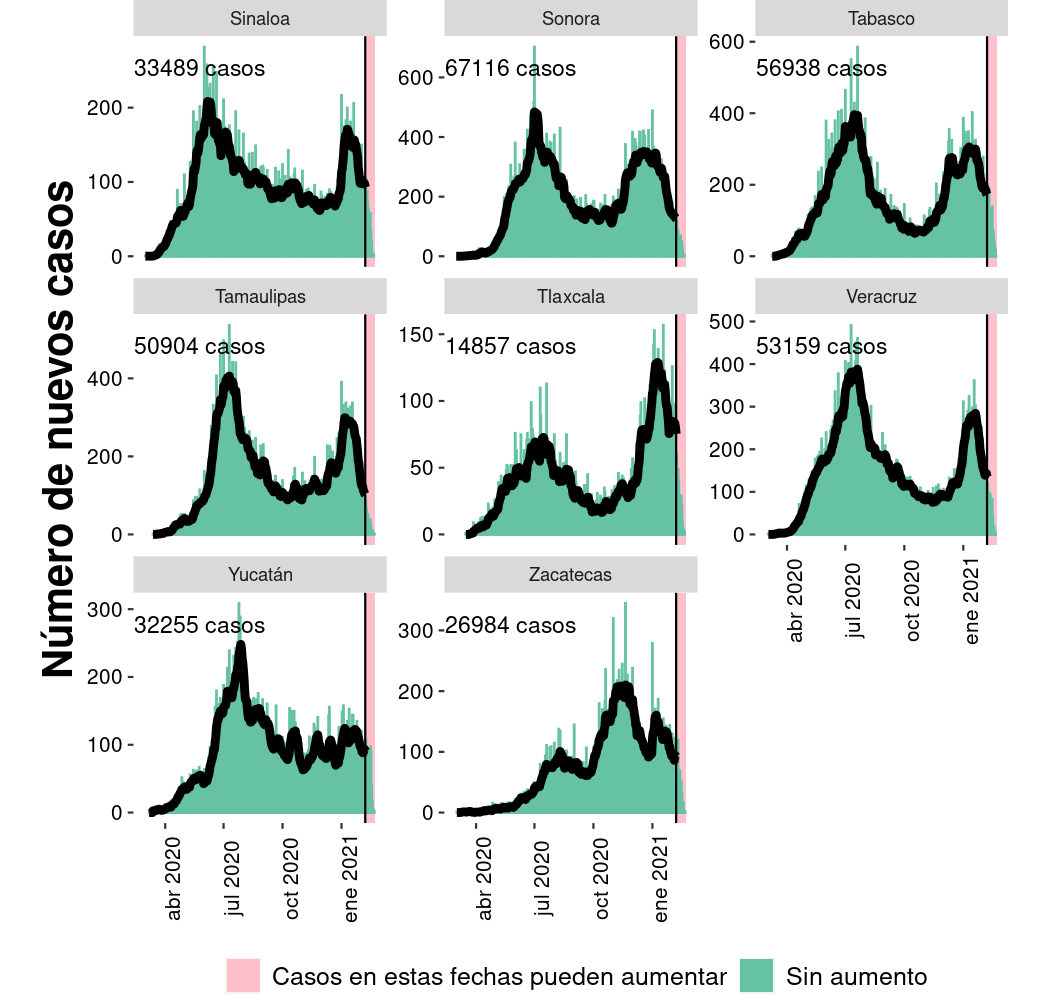 Número de nuevos casos
Sinaloa
33489 casos
200
100
0
Sonora
67116 casos
600
400
200
0
Tabasco
56938 casos
600
400
200
0
Tamaulipas
50904 casos
400
200
0
Tlaxcala
14857 casos
150
100
50
0
Veracruz
53159 casos
500
400
300
200
100
0
abr 2020
jul 2020
oct 2020
ene 2021
Yucatán
32255 casos
300
200
100
0
abr 2020
jul 2020
oct 2020
ene 2021
Zacatecas
26984 casos
300
200
100
0
abr 2020
jul 2020
oct 2020
ene 2021
Casos en estas fechas pueden aumentar
Sin aumento